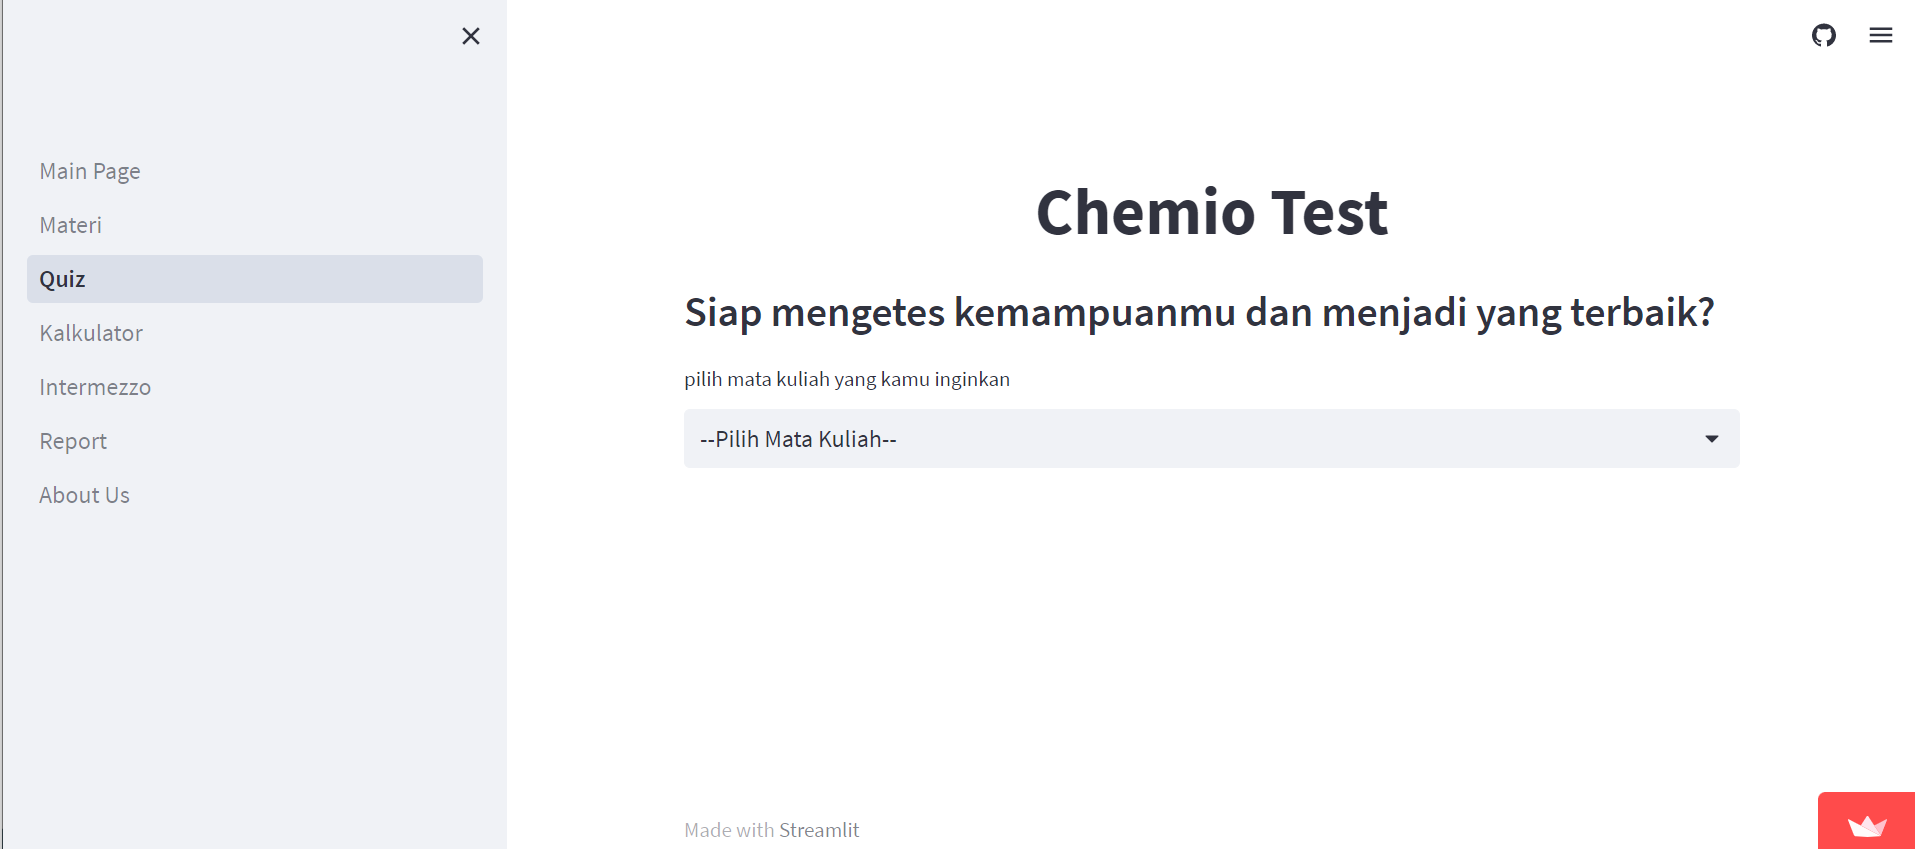 Main Page
Materi
Quiz
Kalkulator
Intermezzo
Report
About Us
Chemio Test
Siap mengetes kemampuanmu dan menjadi yang terbaik?
pilih mata kuliah yang kamu inginkan
--Pilih Mata Kuliah--
Made with Streamlit